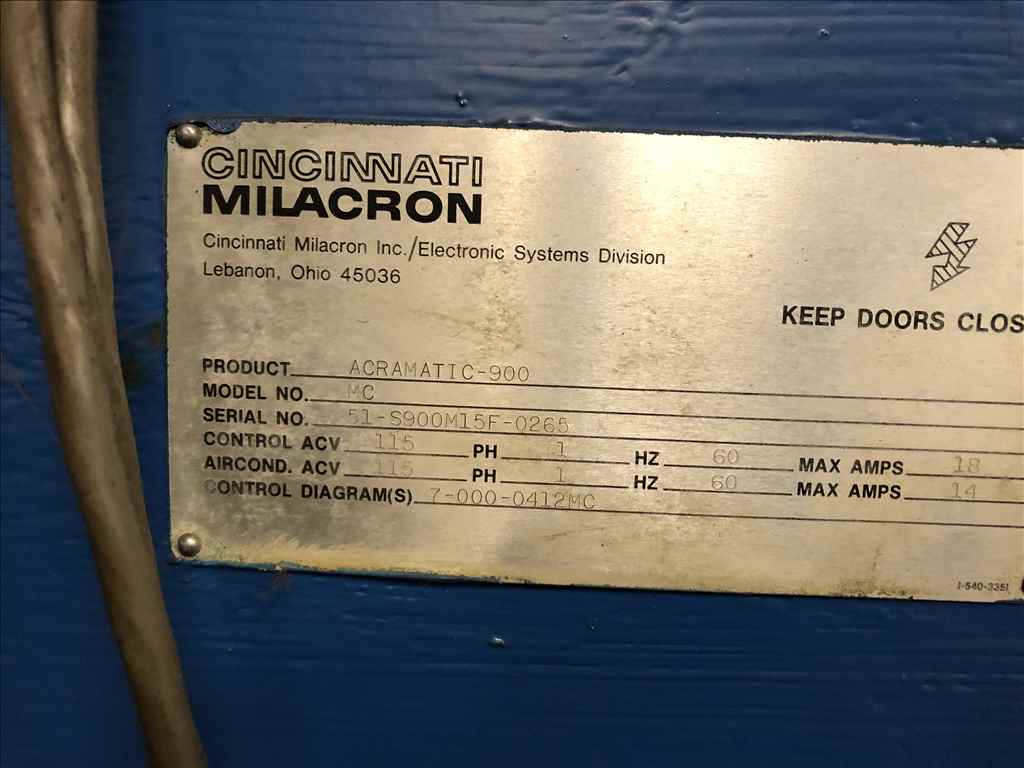 CINCINNATI
MILACRON
Cincinnati Milacron Inc./Electronic Systems Division
Lebanon, Ohio 45036
KEEP DOORS CLOS
PRODUCT ACRAMATIC-900
MODEL NO. MC
SERIAL NO. 51-S900M15F-0265
CONTROL ACV 115 PH 1 HZ 60 MAX AMPS 18
AIRCOND. ACV 115 PH 1 HZ 60 MAX AMPS 14
CONTROL DIAGRAM(S) 7-000-0412MC
1-540-3351